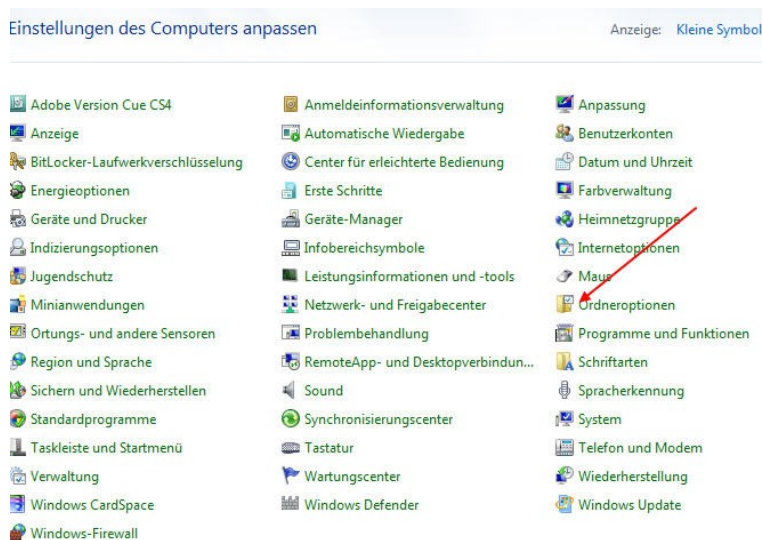 Einstellungen des Computers anpassen
Anzeige: Kleine Symbol
Adobe Version Cue CS4
Anmeldeinformationsverwaltung
Anpassung
Anzeige
Automatische Wiedergabe
Benutzerkonten
BitLocker-Laufwerkverschlüsselung
Center für erleichterte Bedienung
Datum und Uhrzeit
Energieoptionen
Erste Schritte
Farbverwaltung
Geräte und Drucker
Geräte-Manager
Heimnetzgruppe
Indizierungsoptionen
Infobereichsymbole
Internetoptionen
Jugendschutz
Leistungsinformationen und -tools
Maus
Minianwendungen
Netzwerk- und Freigabecenter
Ordneroptionen
Ortungs- und andere Sensoren
Problembehandlung
Programme und Funktionen
Region und Sprache
RemoteApp- und Desktopverbindun...
Schriftarten
Sichern und Wiederherstellen
Sound
Spracherkennung
Standardprogramme
Synchronisierungscenter
System
Taskleiste und Startmenü
Tastatur
Telefon und Modem
Verwaltung
Wartungscenter
Wiederherstellung
Windows CardSpace
Windows Defender
Windows Update
Windows-Firewall